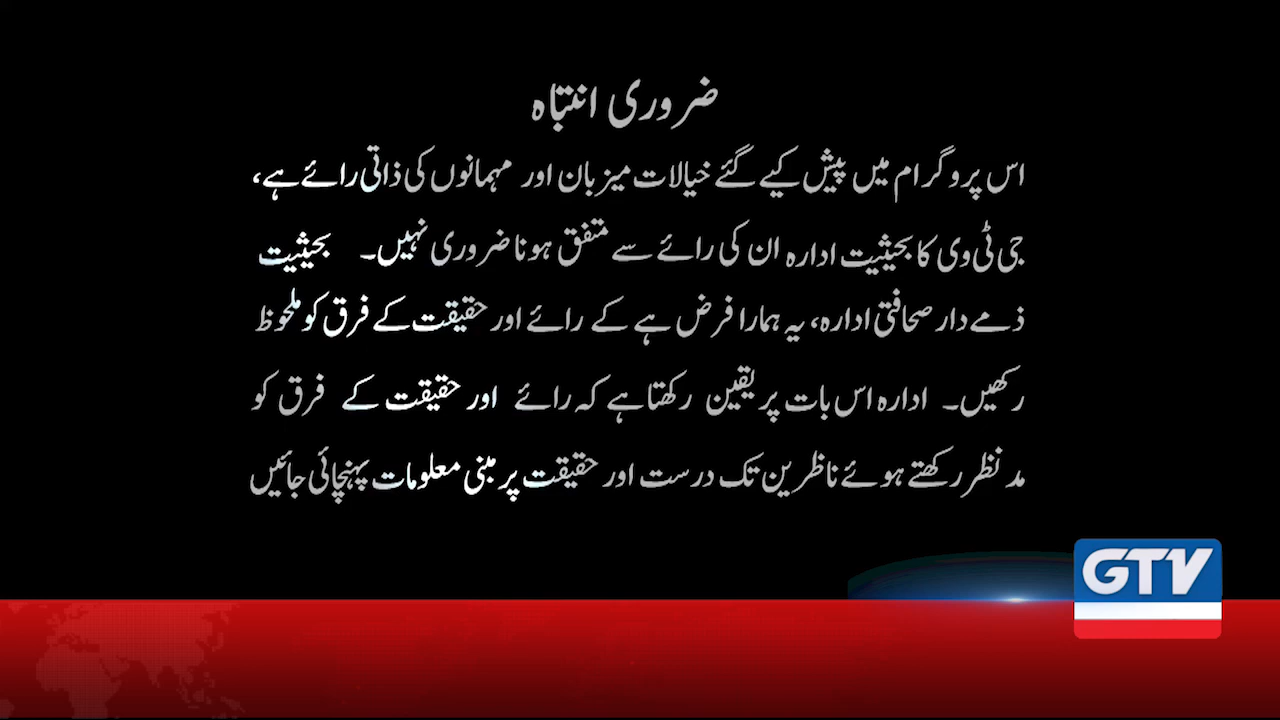 ضروری انتباہ
اس پروگرام میں پیش کیے گئے خیالات میزبان اور مہمانوں کی ذاتی رائے ہے،
جی ٹی وی کا بحیثیت ادارہ ان کی رائے سے متفق ہونا ضروری نہیں۔ بحیثیت
ذمے دار صحافتی ادارہ، یہ ہمارا فرض ہے کے رائے اور حقیقت کے فرق کو ملحوظ
رکھیں۔ ادارہ اس بات پر یقین رکھتا ہے کہ رائے اور حقیقت کے فرق کو
مد نظر رکھتے ہوئے ناظرین تک درست اور حقیقت پر مبنی معلومات پہنچائی جائیں
GTV